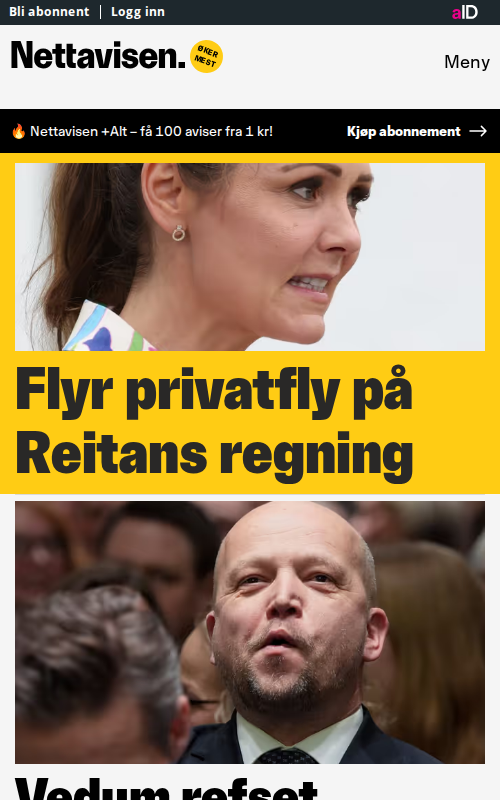 Bli abonnent | Logg inn
aID
Nettavisen.
ØKER
MEST
Meny
🔥 Nettavisen +Alt – få 100 aviser fra 1 kr!
Kjøp abonnement →
Flyr privatfly på
Reitans regning
Vedum refset